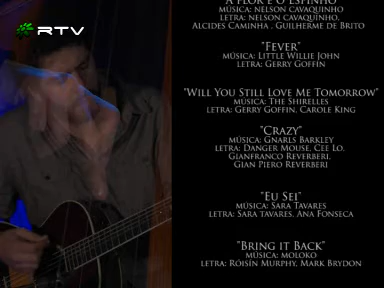 RTV
A Flor e o Espinho
música: Nelson Cavaquinho
letra: Nelson Cavaquinho,
Alcides Caminha , Guilherme de Brito
"Fever"
música: Little Willie John
letra: Gerry Goffin
"Will You Still Love Me Tomorrow"
música: The Shirelles
letra: Gerry Goffin, Carole King
"Crazy"
música: Gnarls Barkley
letra: Danger Mouse, Cee Lo,
Gianfranco Reverberi,
Gian Piero Reverberi
"Eu Sei"
música: Sara Tavares
letra: Sara Tavares, Ana Fonseca
"Bring it Back"
música: Moloko
letra: Róisín Murphy, Mark Brydon